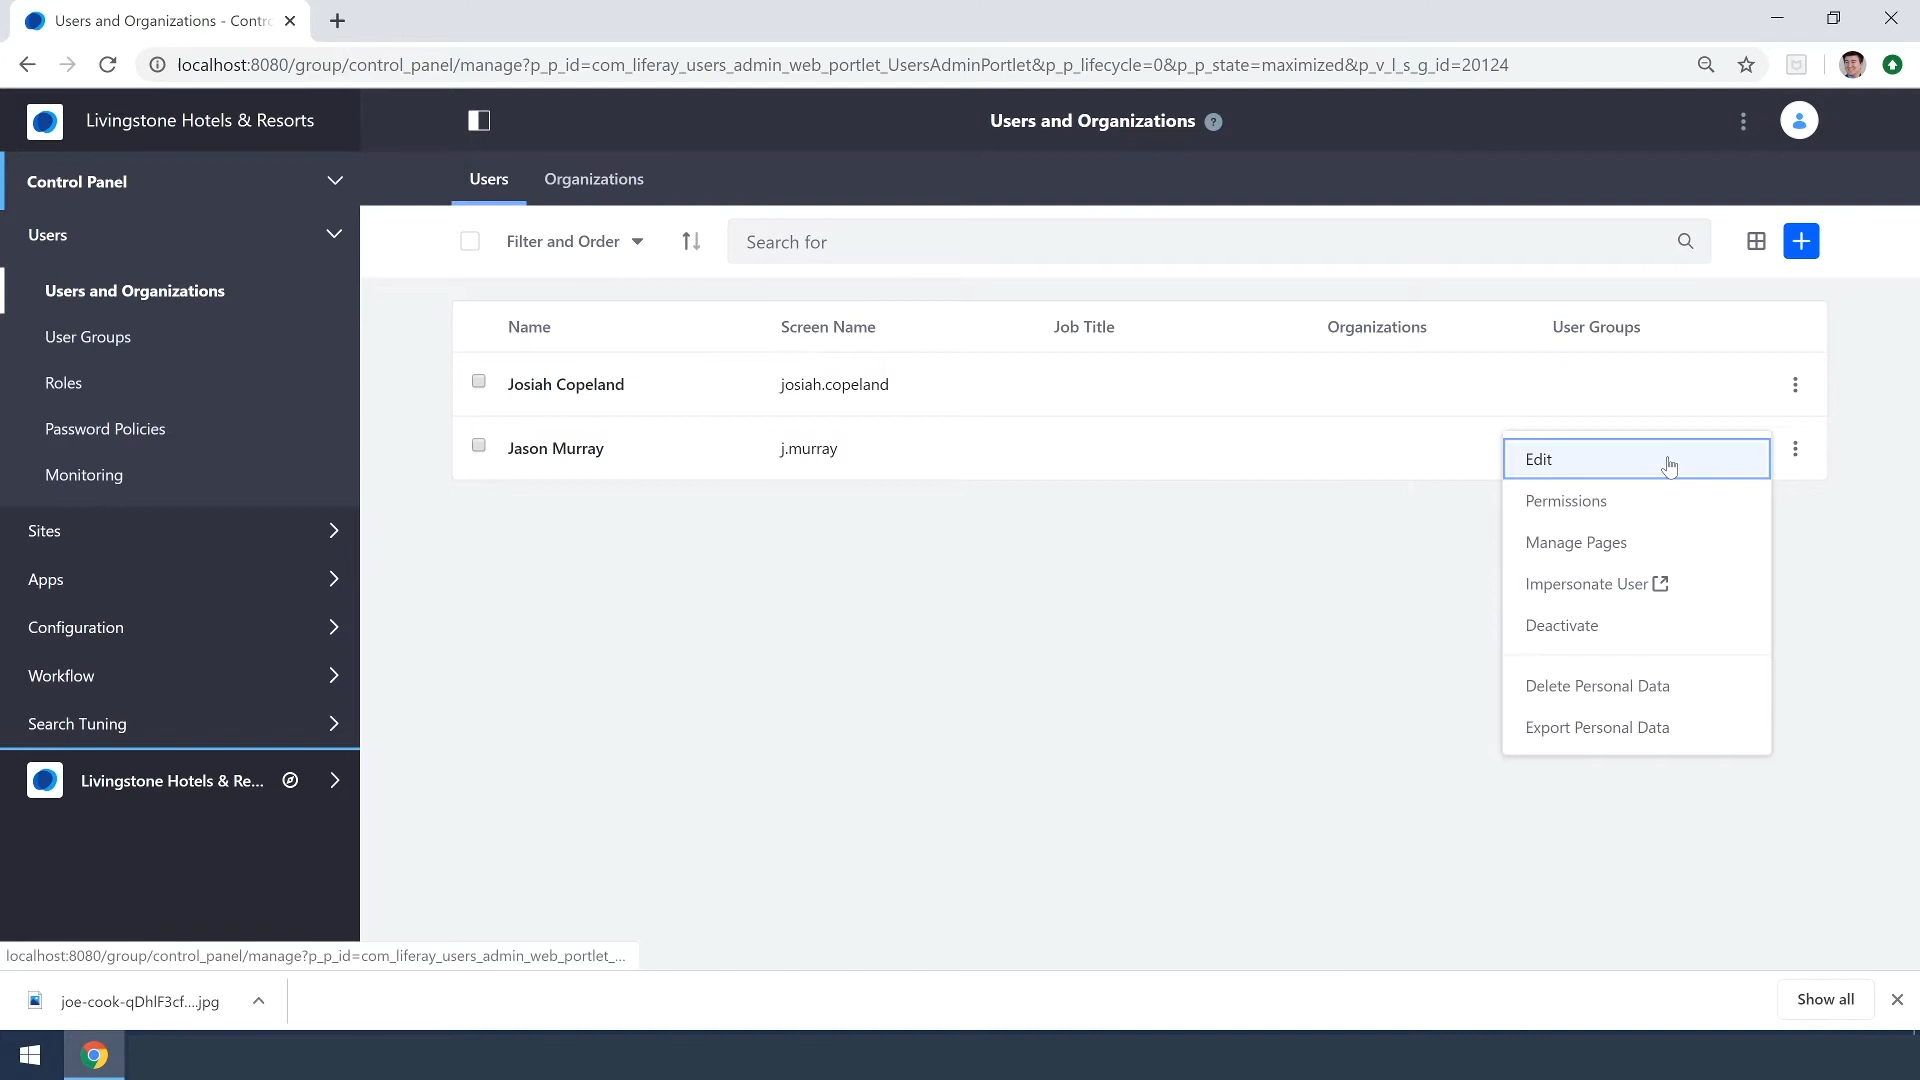 Users and Organizations - Contro
localhost:8080/group/control_panel/manage?p_p_id=com_liferay_users_admin_web_portlet_UsersAdminPortlet&p_p_lifecycle=0&p_p_state=maximized&p_v_l_s_g_id=20124
Livingstone Hotels & Resorts
Users and Organizations ?
Control Panel
Users Organizations
Users
Filter and Order
Search for
Users and Organizations
User Groups
Roles
Password Policies
Monitoring
Name Screen Name Job Title Organizations User Groups
Josiah Copeland josiah.copeland
Jason Murray j.murray
Edit
Permissions
Manage Pages
Impersonate User
Deactivate
Delete Personal Data
Export Personal Data
Sites
Apps
Configuration
Workflow
Search Tuning
Livingstone Hotels & Re...
localhost:8080/group/control_panel/manage?p_p_id=com_liferay_users_admin_web_portlet_...
joe-cook-qDhlF3cf....jpg
Show all